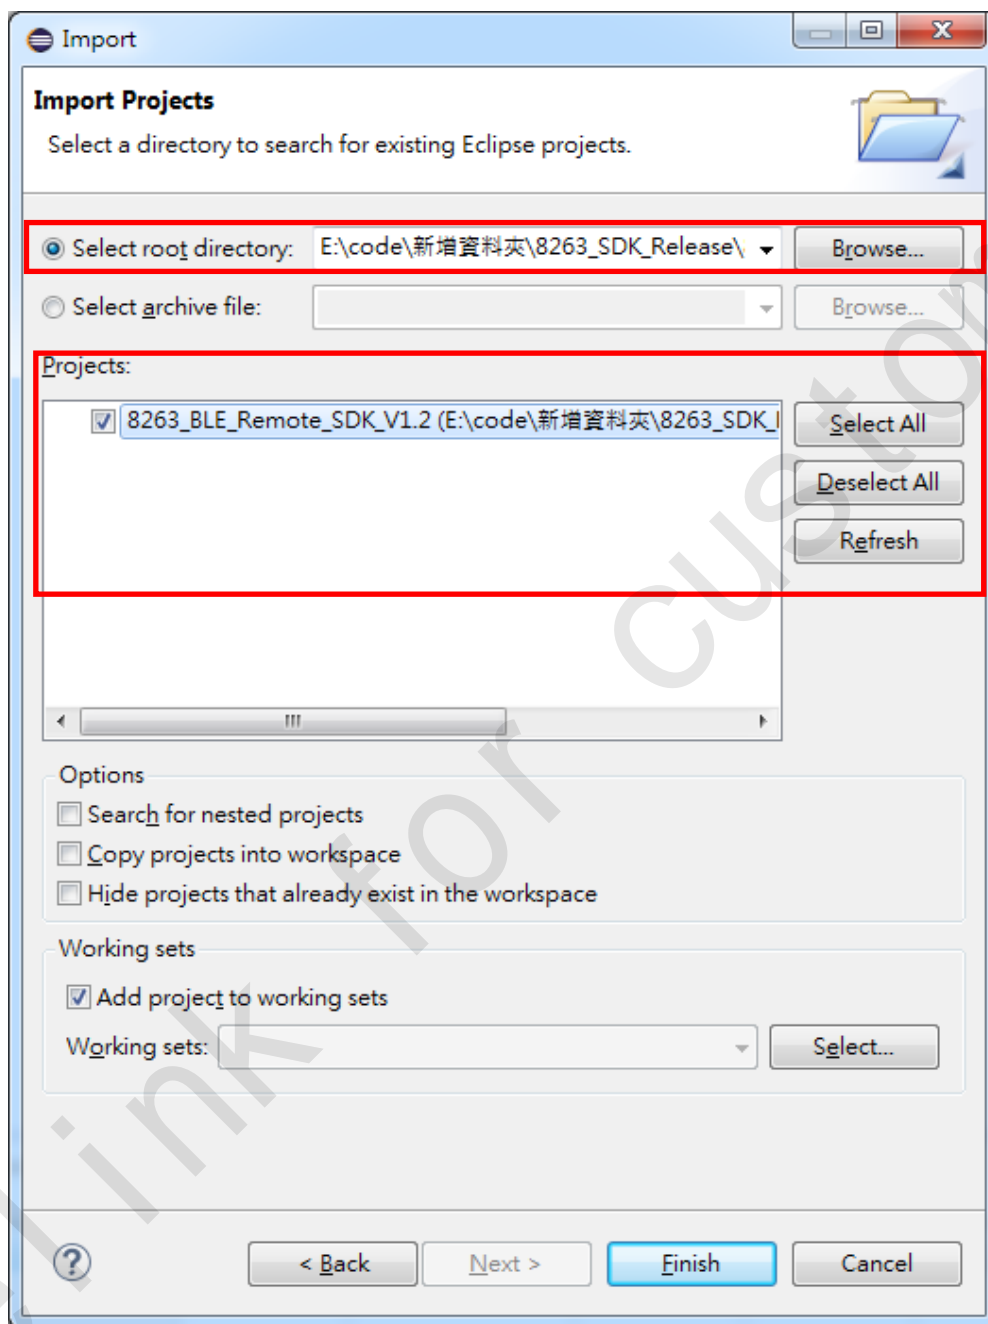 Import
Import Projects
Select a directory to search for existing Eclipse projects.
Select root directory: E:\code\新增資料夾\8263_SDK_Release\ Browse...
Select archive file: Browse...
Projects:
8263_BLE_Remote_SDK_V1.2 (E:\code\新增資料夾\8263_SDK_
Select All
Deselect All
Refresh
Options
Search for nested projects
Copy projects into workspace
Hide projects that already exist in the workspace
Working sets
Add project to working sets
Working sets: Select...
< Back Next > Finish Cancel
link for custom